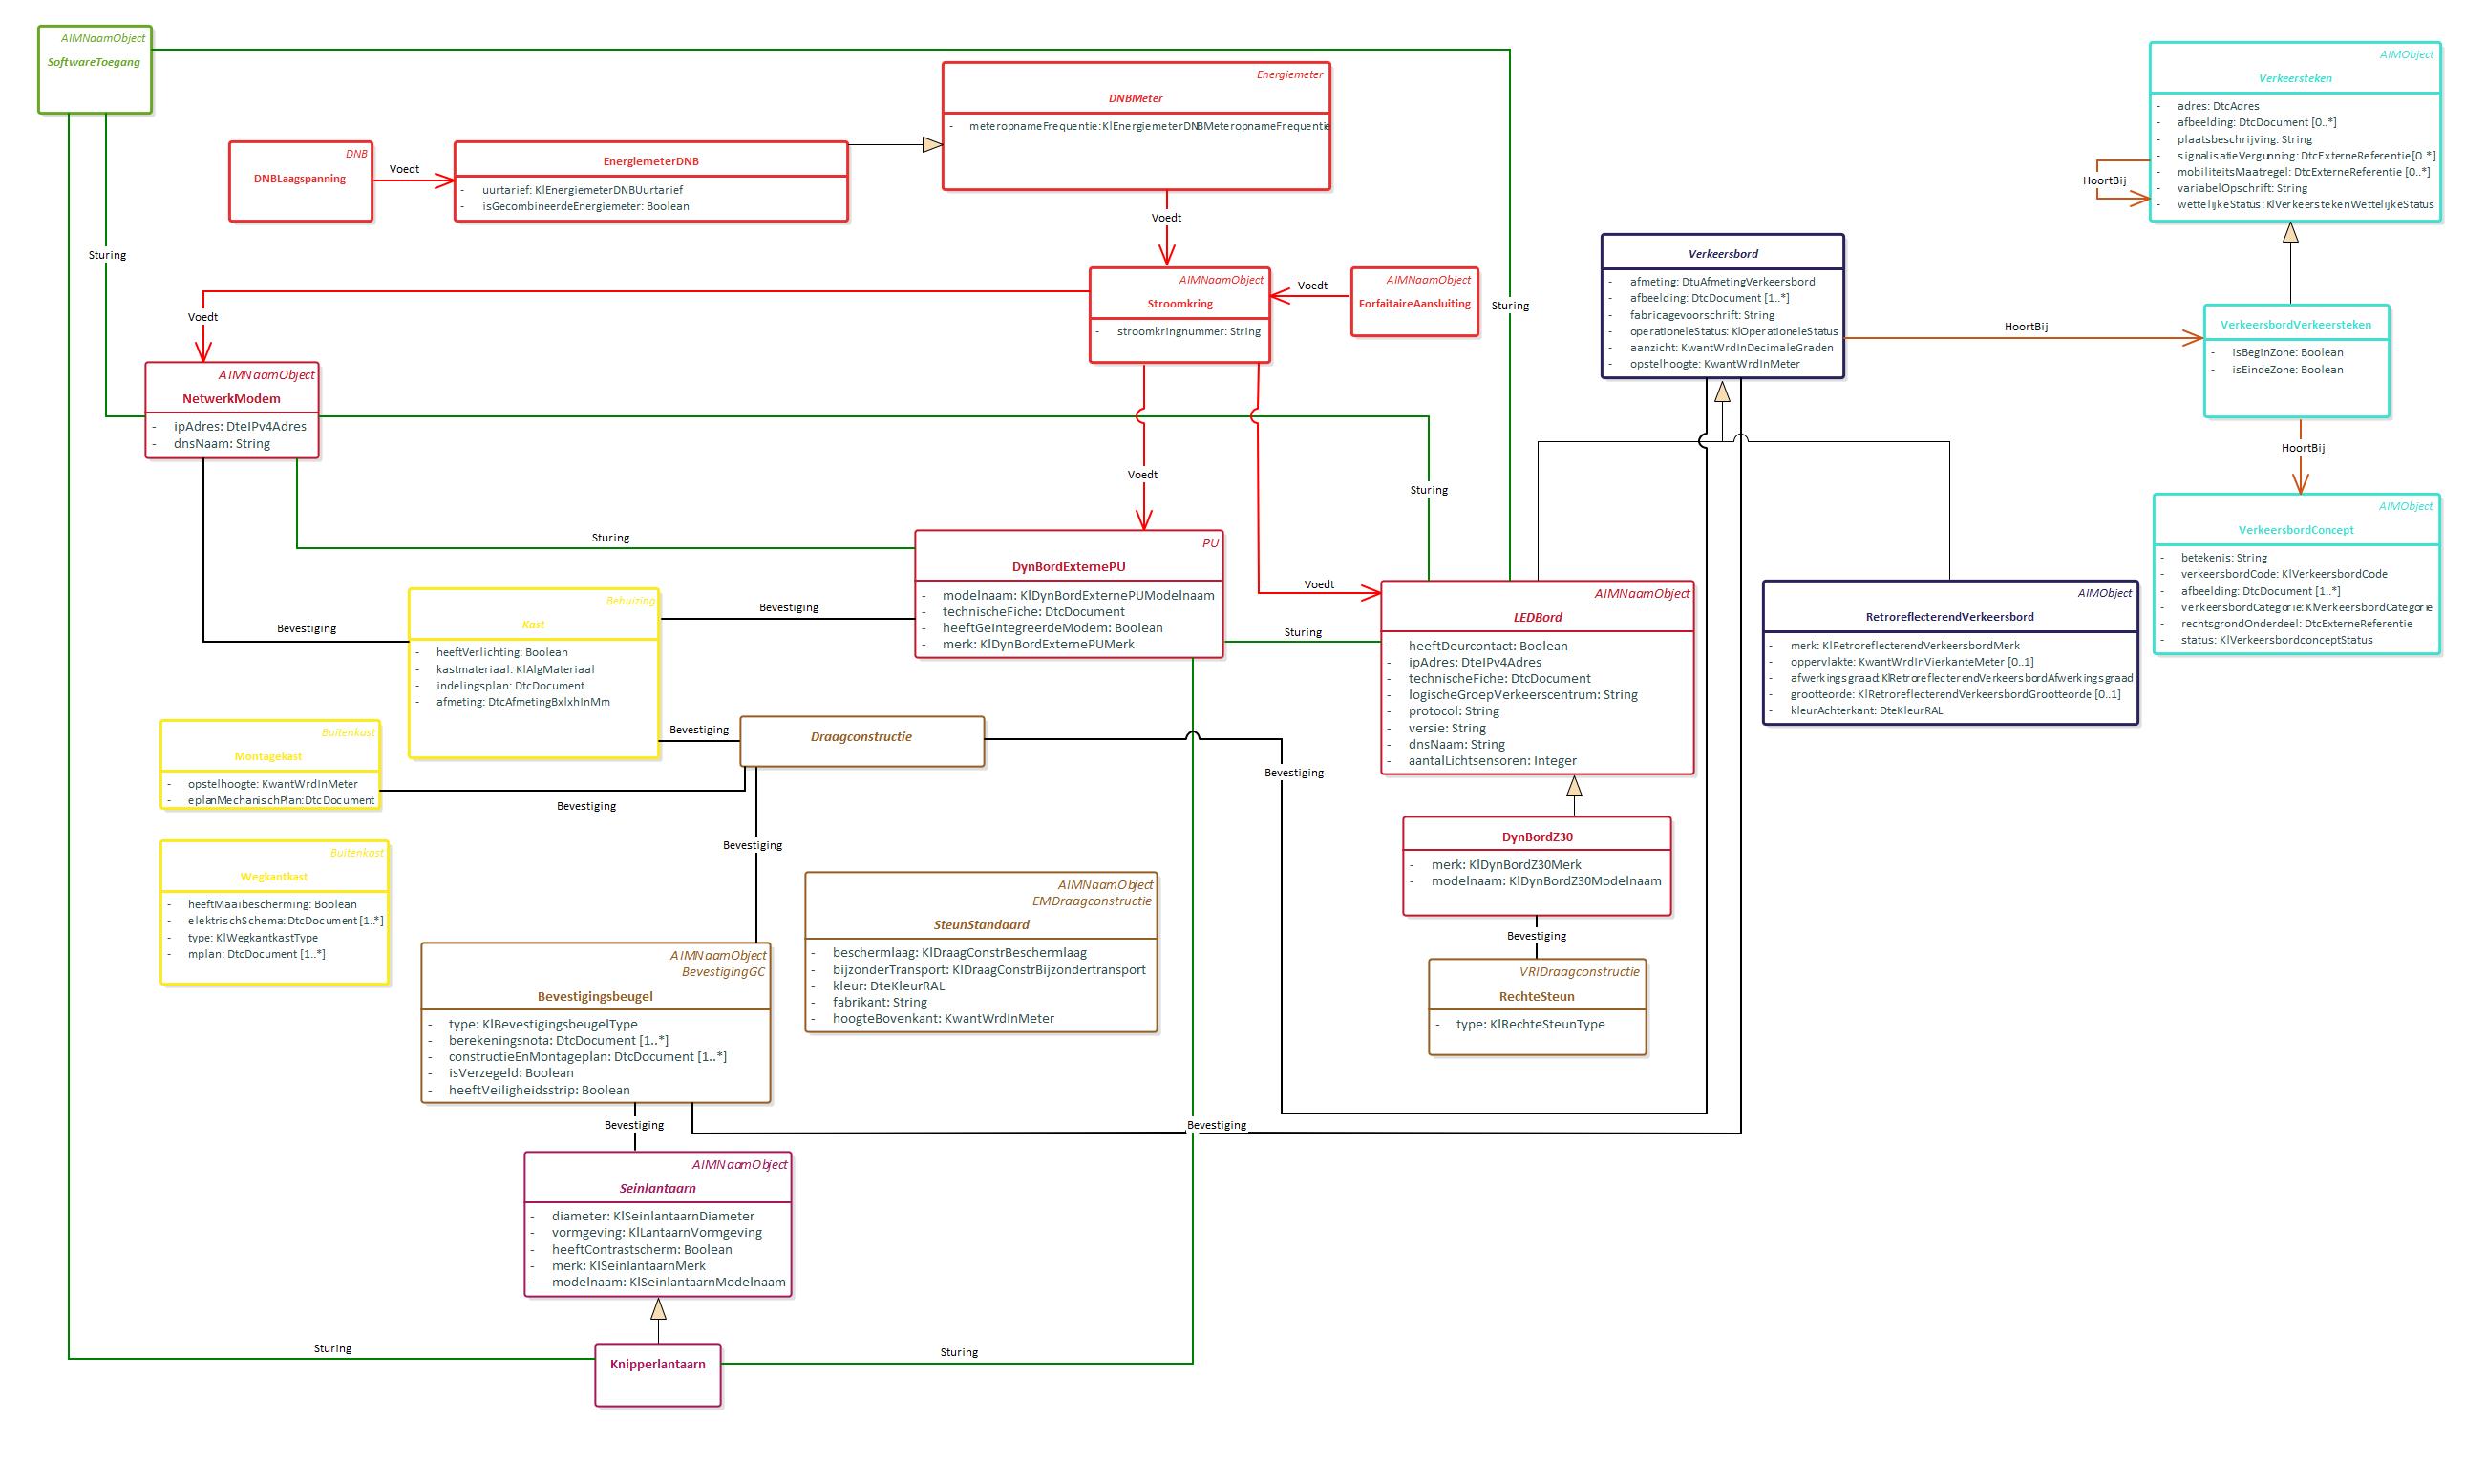 AIMNaamObject
SoftwareToegang
Energiemeter
DNBMeter
- meteropnameFrequentie:KlEnergiemeterDNBMeteropnameFrequentie
DNB
DNBLaagspanning
Voedt
EnergiemeterDNB
- uurtarief: KlEnergiemeterDNBUurtarief
- isGecombineerdeEnergiemeter: Boolean
AIMObject
Verkeersteken
- adres: DtcAdres
- afbeelding: DtcDocument [0..*]
- plaatsbeschrijving: String
- signalisatieVergunning: DtcExterneReferentie[0..*]
- mobiliteitsMaatregel: DtcExterneReferentie [0..*]
- variabelOpschrift: String
- wettelijkeStatus: KlVerkeerstekenWettelijkeStatus
HoortBij
Voedt
Sturing
Verkeersbord
- afmeting: DtuAfmetingVerkeersbord
- afbeelding: DtcDocument [1..*]
- fabricagevoorschrift: String
- operationeleStatus: KlOperationeleStatus
- aanzicht: KwantWrdInDecimaleGraden
- opstelhoogte: KwantWrdInMeter
AIMNaamObject
Stroomkring
- stroomkringnummer: String
Voedt
AIMNaamObject
ForfaitaireAansluiting
Sturing
Voedt
HoortBij
VerkeersbordVerkeersteken
- isBeginZone: Boolean
- isEindeZone: Boolean
AIMNaamObject
NetwerkModem
- ipAdres: DteIPv4Adres
- dnsNaam: String
HoortBij
Voedt
Sturing
AIMObject
VerkeersbordConcept
- betekenis: String
- verkeersbordCode: KlVerkeersbordCode
- afbeelding: DtcDocument [1..*]
- verkeersbordCategorie: KlVerkeersbordCategorie
- rechtsgrondOnderdeel: DtcExterneReferentie
- status: KlVerkeersbordconceptStatus
Sturing
PU
DynBordExternePU
- modelnaam: KlDynBordExternePUModelnaam
- technischeFiche: DtcDocument
- heeftGeintegreerdeModem: Boolean
- merk: KlDynBordExternePUMerk
Voedt
Sturing
AIMNaamObject
LEDBord
- heeftDeurcontact: Boolean
- ipAdres: DteIPv4Adres
- technischeFiche: DtcDocument
- logischeGroepVerkeerscentrum: String
- protocol: String
- versie: String
- dnsNaam: String
- aantalLichtsensoren: Integer
AIMObject
RetroreflecterendVerkeersbord
- merk: KlRetroreflecterendVerkeersbordMerk
- oppervlakte: KwantWrdInVierkanteMeter [0..1]
- afwerkingsgraad: KlRetroreflecterendVerkeersbordAfwerkingsgraad
- grootteorde: KlRetroreflecterendVerkeersbordGrootteorde [0..1]
- kleurAchterkant: DteKleurRAL
Behuizing
Kast
- heeftVerlichting: Boolean
- kastmateriaal: KlAlgMateriaal
- indelingsplan: DtcDocument
- afmeting: DtcAfmetingBxlxhInMm
Bevestiging
Bevestiging
Bevestiging
Draagconstructie
Bevestiging
Buitenkast
Montagekast
- opstelhoogte: KwantWrdInMeter
- eplanMechanischPlan:DtcDocument
Bevestiging
Bevestiging
Buitenkast
Wegkantkast
- heeftMaaibescherming: Boolean
- elektrischSchema: DtcDocument [1..*]
- type: KlWegkantkastType
- mplan: DtcDocument [1..*]
AIMNaamObject
EMDraagconstructie
SteunStandaard
- beschermlaag: KlDraagConstrBeschermlaag
- bijzonderTransport: KlDraagConstrBijzondertransport
- kleur: DteKleurRAL
- fabrikant: String
- hoogteBovenkant: KwantWrdInMeter
DynBordZ30
- merk: KlDynBordZ30Merk
- modelnaam: KlDynBordZ30Modelnaam
Bevestiging
VRIDraagconstructie
RechteSteun
- type: KlRechteSteunType
AIMNaamObject
BevestigingGC
Bevestigingsbeugel
- type: KlBevestigingsbeugelType
- berekeningsnota: DtcDocument [1..*]
- constructieEnMontageplan: DtcDocument [1..*]
- isVerzegeld: Boolean
- heeftVeiligheidsstrip: Boolean
Bevestiging
Bevestiging
AIMNaamObject
Seinlantaarn
- diameter: KlSeinlantaarnDiameter
- vormgeving: KlLantaarnVormgeving
- heeftContrastscherm: Boolean
- merk: KlSeinlantaarnMerk
- modelnaam: KlSeinlantaarnModelnaam
Sturing
Knipperlantaarn
Sturing